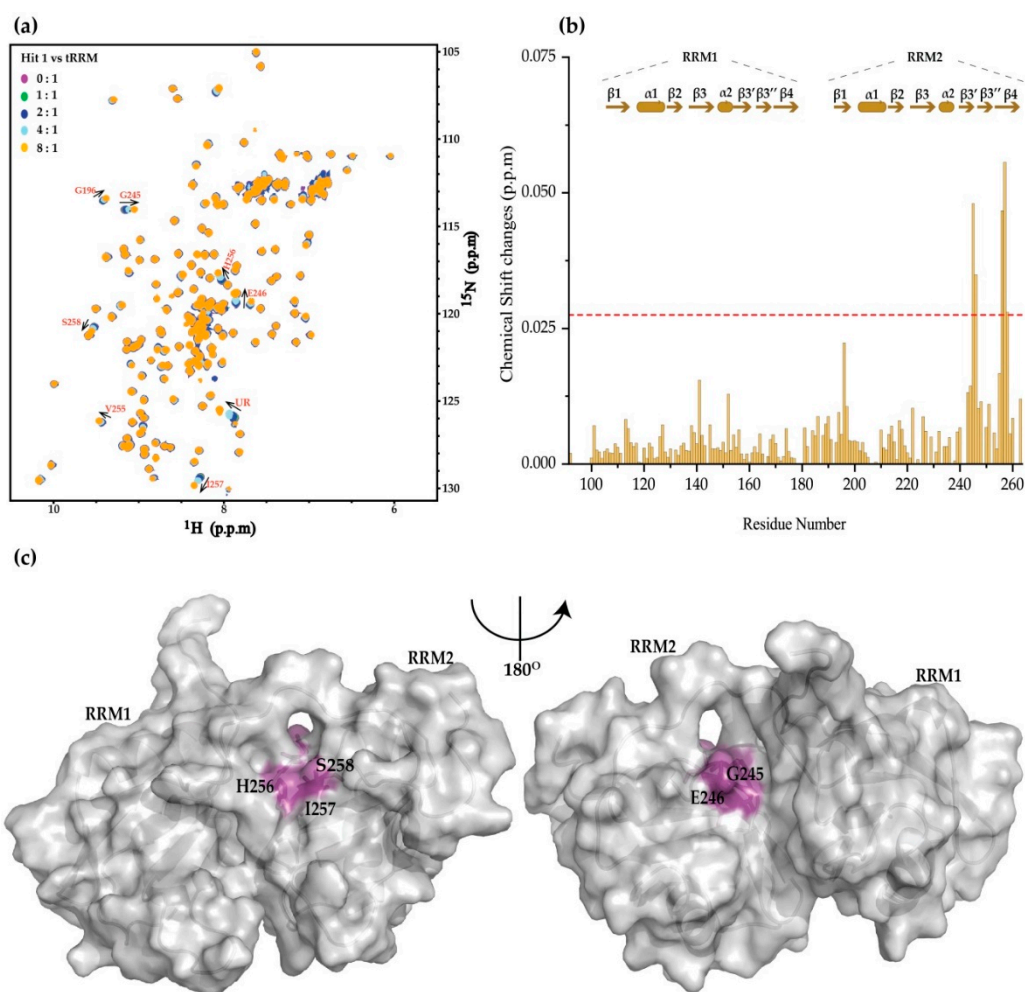 (a)
Hit 1 vs tRRM
0 : 1
1 : 1
2 : 1
4 : 1
8 : 1
G196
G245
H256
E246
S258
V255
UR
I257
105
110
115
120
125
130
15N (p.p.m)
10
8
6
1H (p.p.m)
(b)
RRM1
RRM2
β1 α1 β2 β3 α2 β3' β3'' β4
β1 α1 β2 β3 α2 β3' β3'' β4
0.075
0.050
0.025
0.000
Chemical Shift changes (p.p.m)
100 120 140 160 180 200 220 240 260
Residue Number
(c)
RRM1
RRM2
H256
S258
I257
180O
RRM2
RRM1
G245
E246